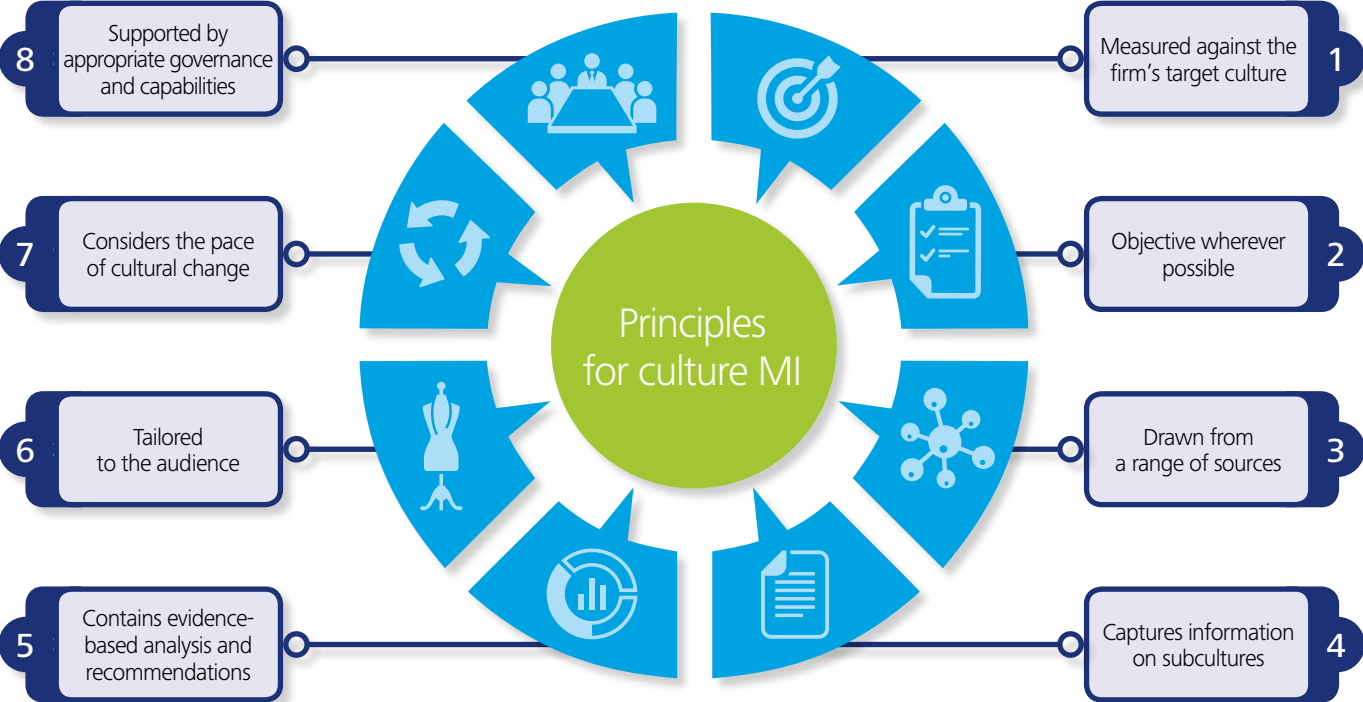 Principles
for culture MI
1
Measured against the
firm's target culture
2
Objective wherever
possible
3
Drawn from
a range of sources
4
Captures information
on subcultures
5
Contains evidence-
based analysis and
recommendations
6
Tailored
to the audience
7
Considers the pace
of cultural change
8
Supported by
appropriate governance
and capabilities